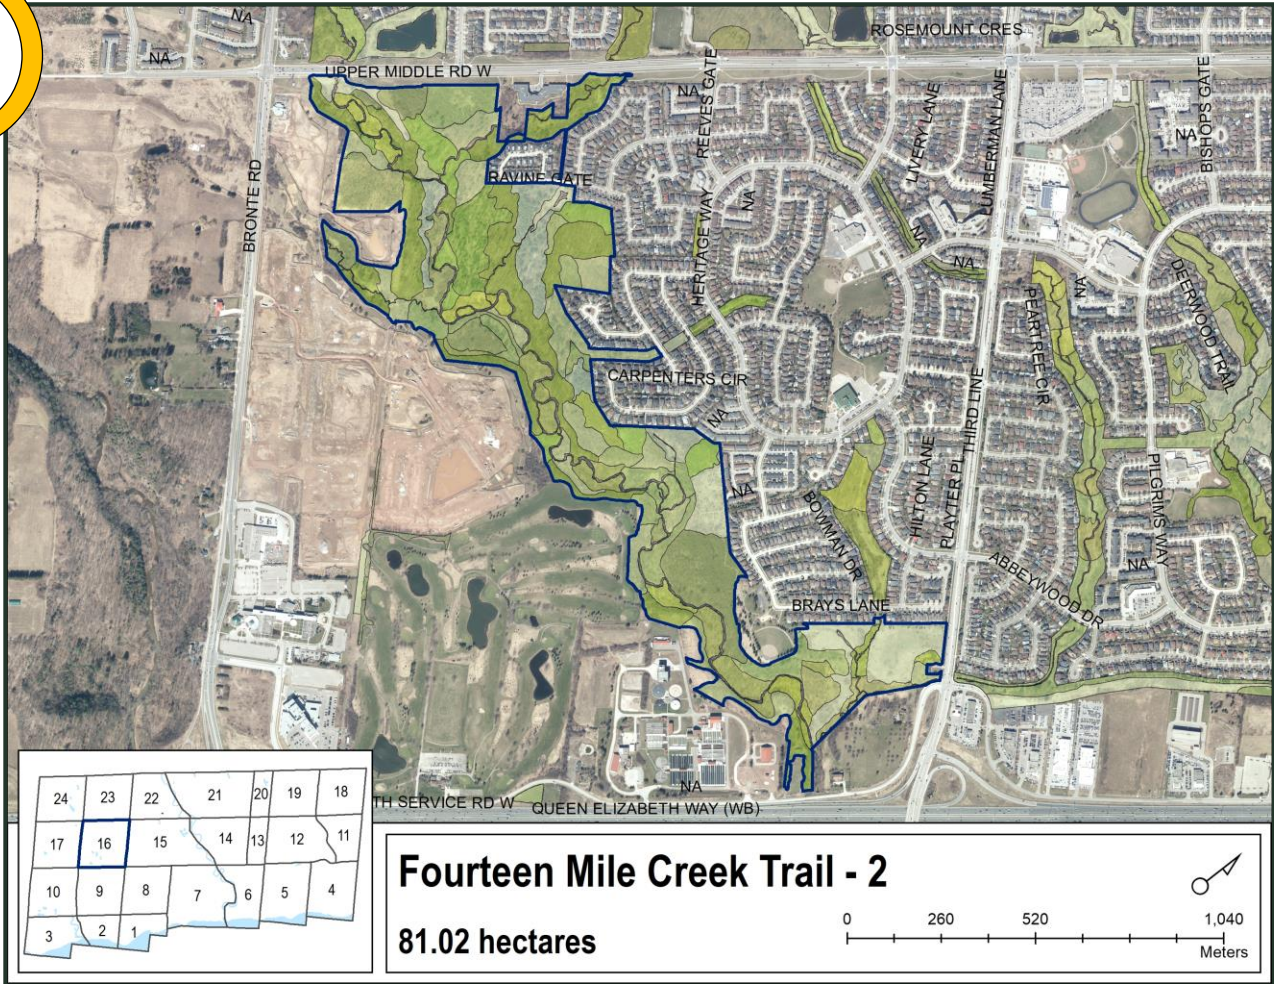 NA
NA
ROSEMOUNT CRES
UPPER MIDDLE RD W
NA
REEVES GATE
LIVERY LANE
LUMBERMAN LANE
NA
BISHOPS GATE
BRONTE RD
RAVINE GATE
HERITAGE WAY
NA
NA
NA
NA
DEERWOOD TRAIL
PEARTREE CIR
CARPENTERS CIR
NA
THIRD LINE
NA
BOWMAN DR
HILTON LANE
PLAYTER PL
PILGRIMS WAY
ABBEYWOOD DR
NA
BRAYS LANE
NA
TH SERVICE RD W
QUEEN ELIZABETH WAY (WB)
24 23 22 21 20 19 18
17 16 15 14 13 12 11
10 9 8 7 6 5 4
3 2 1
Fourteen Mile Creek Trail - 2
81.02 hectares
0 260 520 1,040
Meters